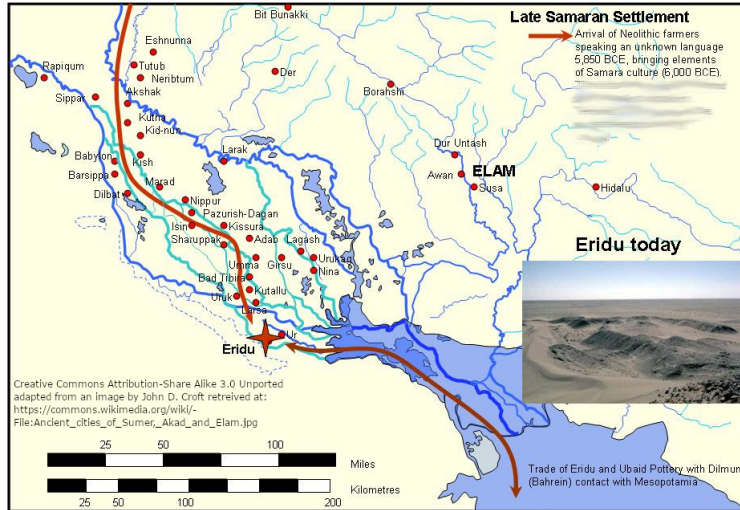 Late Samaran Settlement
Arrival of Neolithic farmers
speaking an unknown language
5,850 BCE, bringing elements
of Samara culture (6,000 BCE).
Bit Bunakki
Eshnunna
Tutub
Der
Rapiqum
Neribtum
Akshak
Borahshi
Sippar
Kutha
Kid-nun
Dur Untash
Babylon
Kish
Larak
ELAM
Barsippa
Awan
Marad
Susa
Hidalu
Dilbat
Nippur
Pazurish-Dagan
Isin
Kissura
Sharuppak
Adab
Lagash
Eridu today
Umma
Girsu
Urukan
Bad Tibira
Nina
Kutallu
Uruk
Larsa
Ur
Eridu
Creative Commons Attribution-Share Alike 3.0 Unported
adapted from an image by John D. Croft retreived at:
https://commons.wikimedia.org/wiki/-
File:Ancient_cities_of_Sumer,_Akad_and_Elam.jpg
25 50 100
Miles
Trade of Eridu and Ubaid Pottery with Dilmun
(Bahrein) contact with Mesopotamia
Kilometres
25 50 100 200